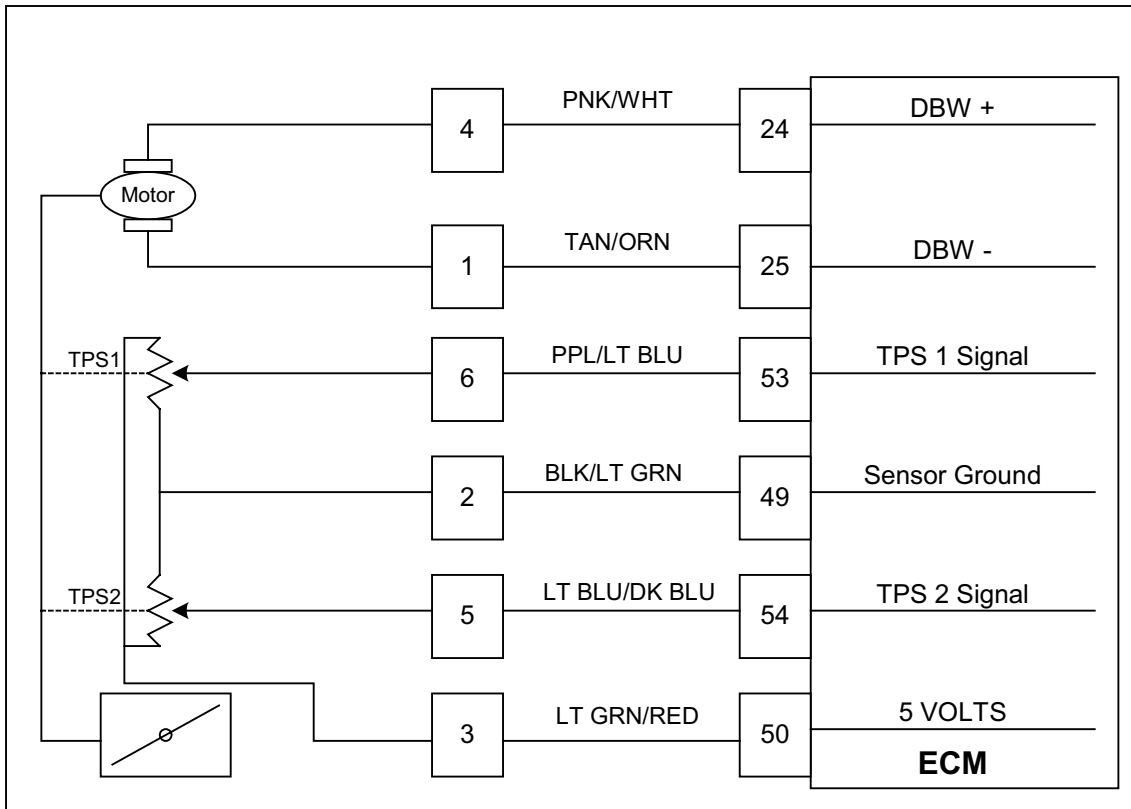 PNK/WHT
4
24
DBW +
Motor
TAN/ORN
1
25
DBW -
TPS1
PPL/LT BLU
6
53
TPS 1 Signal
BLK/LT GRN
2
49
Sensor Ground
TPS2
LT BLU/DK BLU
5
54
TPS 2 Signal
LT GRN/RED
3
50
5 VOLTS
ECM